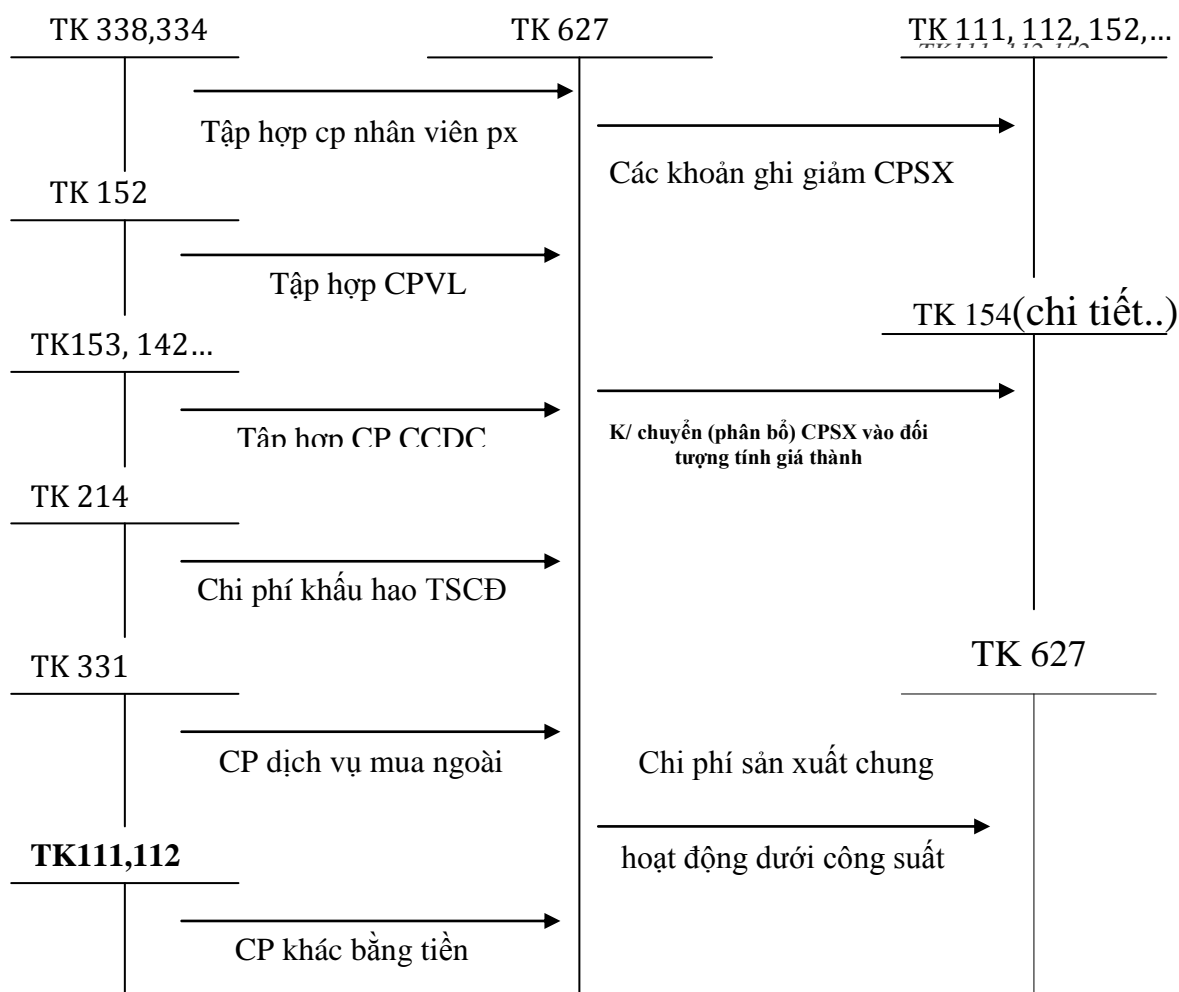 TK 338,334
TK 627
TK 111, 112, 152,…
Tập hợp cp nhân viên px
Các khoản ghi giảm CPSX
TK 152
Tập hợp CPVL
TK 154(chi tiết..)
TK153, 142…
Tập hợp CP CCDC
K/ chuyển (phân bổ) CPSX vào đối
tượng tính giá thành
TK 214
Chi phí khấu hao TSCĐ
TK 331
TK 627
CP dịch vụ mua ngoài
Chi phí sản xuất chung
TK111,112
hoạt động dưới công suất
CP khác bằng tiền